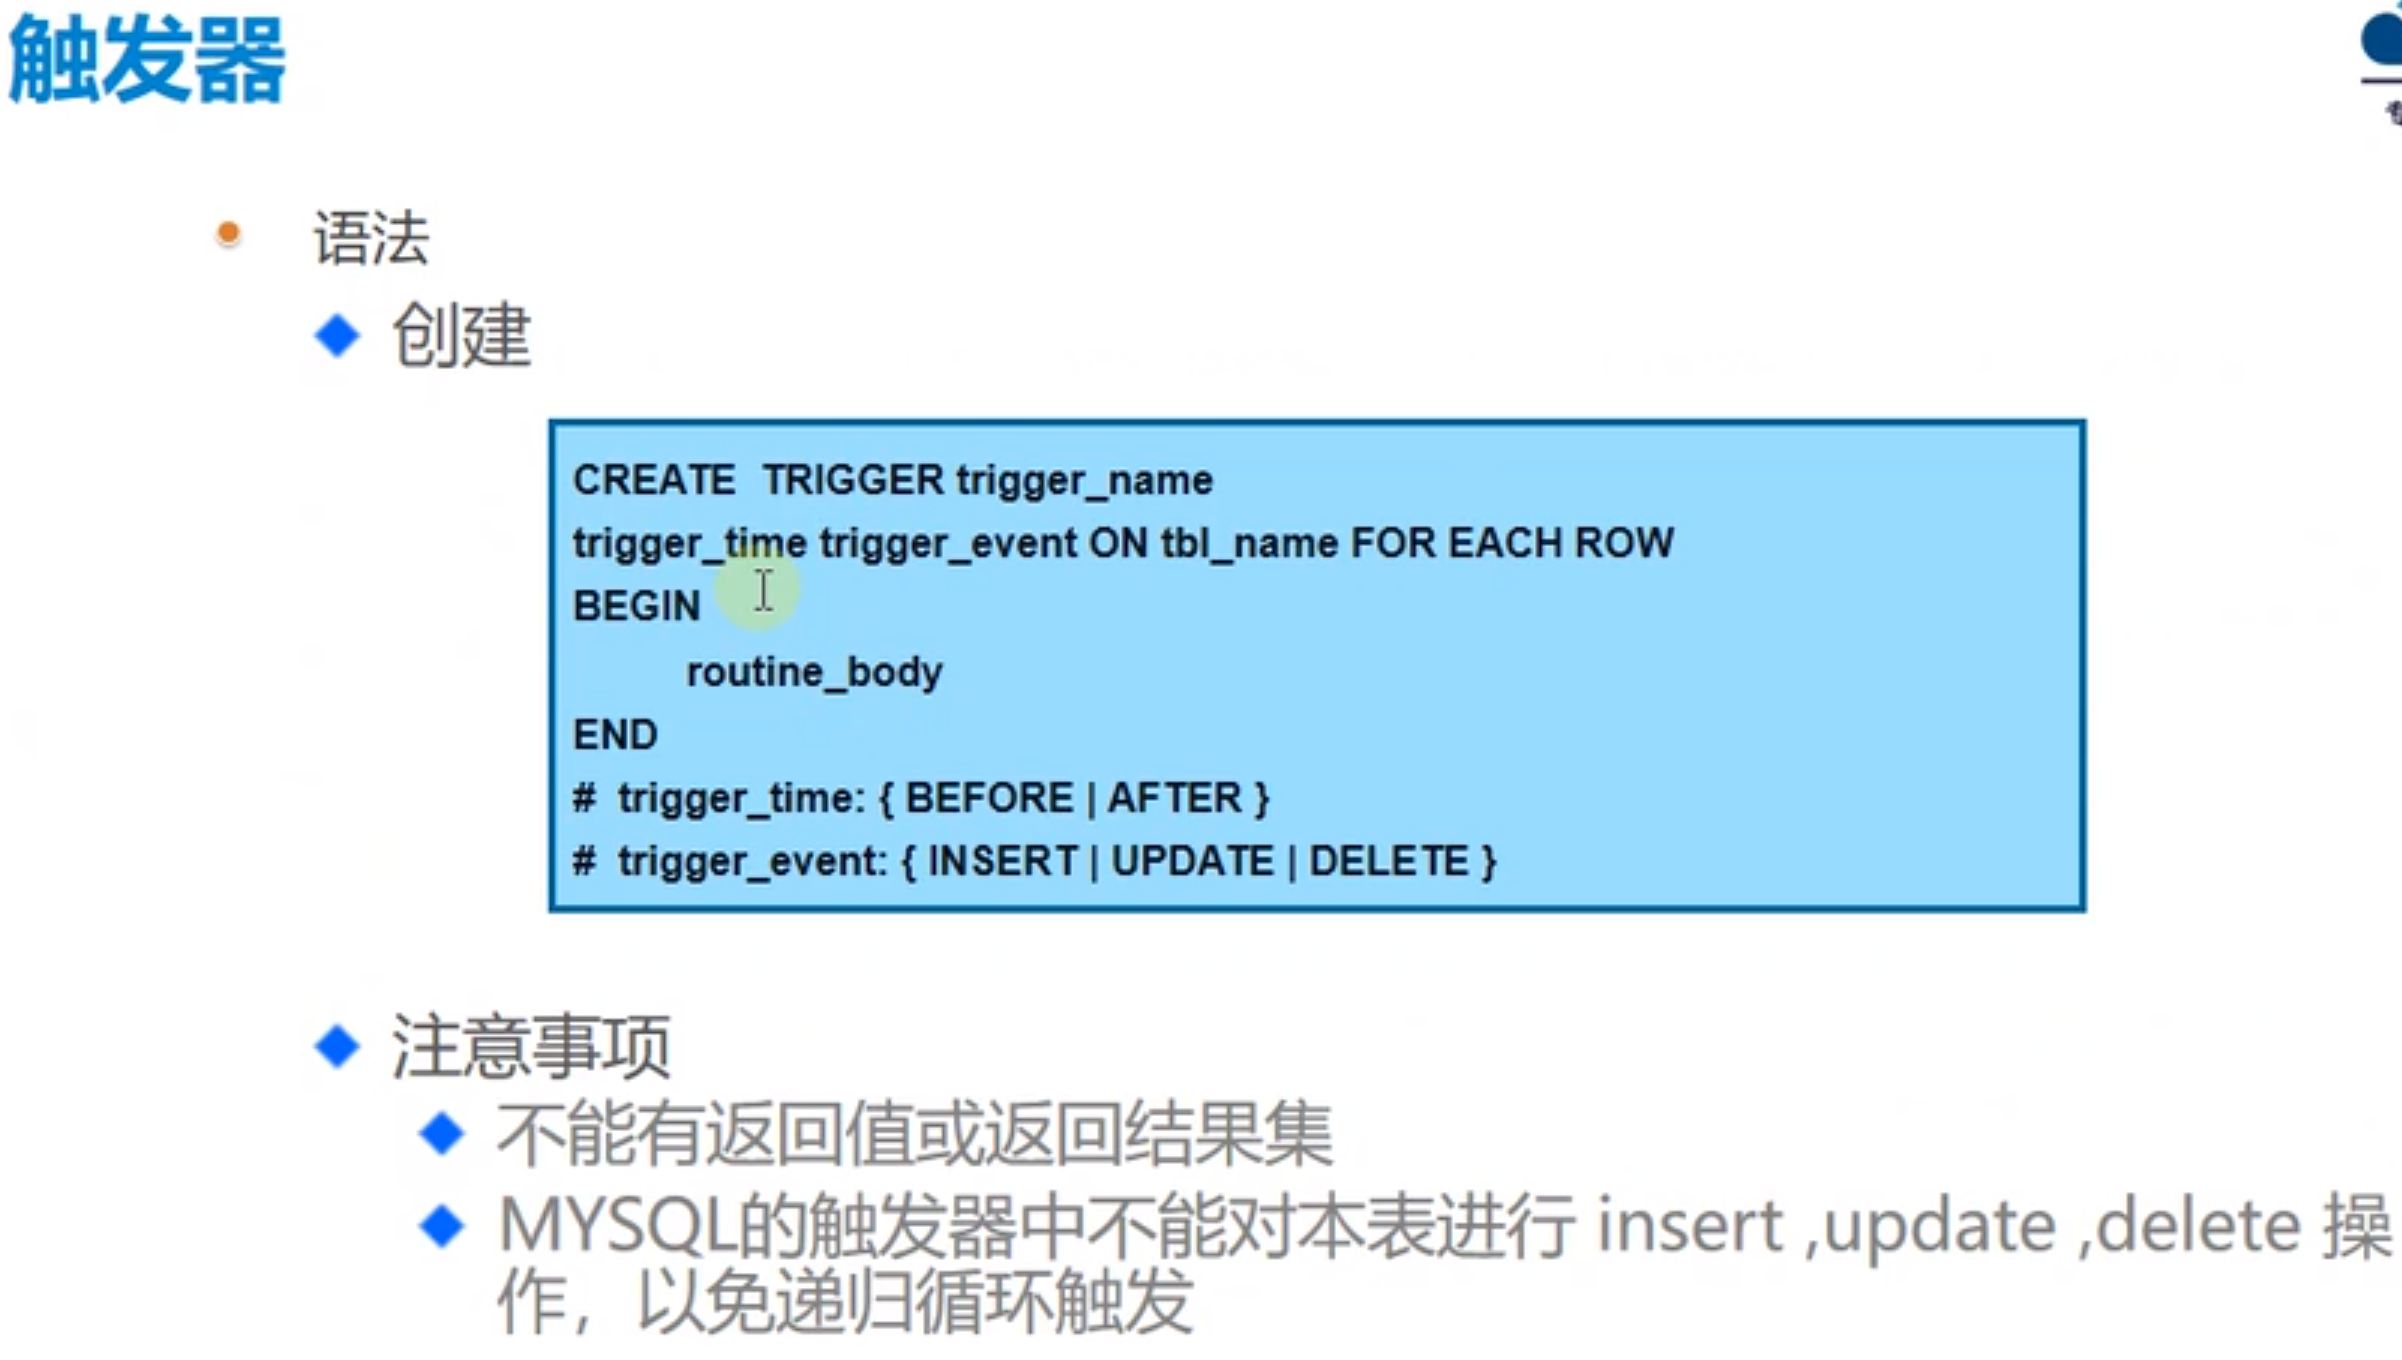 触发器
语法
创建
CREATE TRIGGER trigger_name
trigger_time trigger_event ON tbl_name FOR EACH ROW
BEGIN
routine_body
END
# trigger_time: { BEFORE | AFTER }
# trigger_event: { INSERT | UPDATE | DELETE }
注意事项
不能有返回值或返回结果集
MYSQL的触发器中不能对本表进行 insert ,update ,delete 操
作，以免递归循环触发